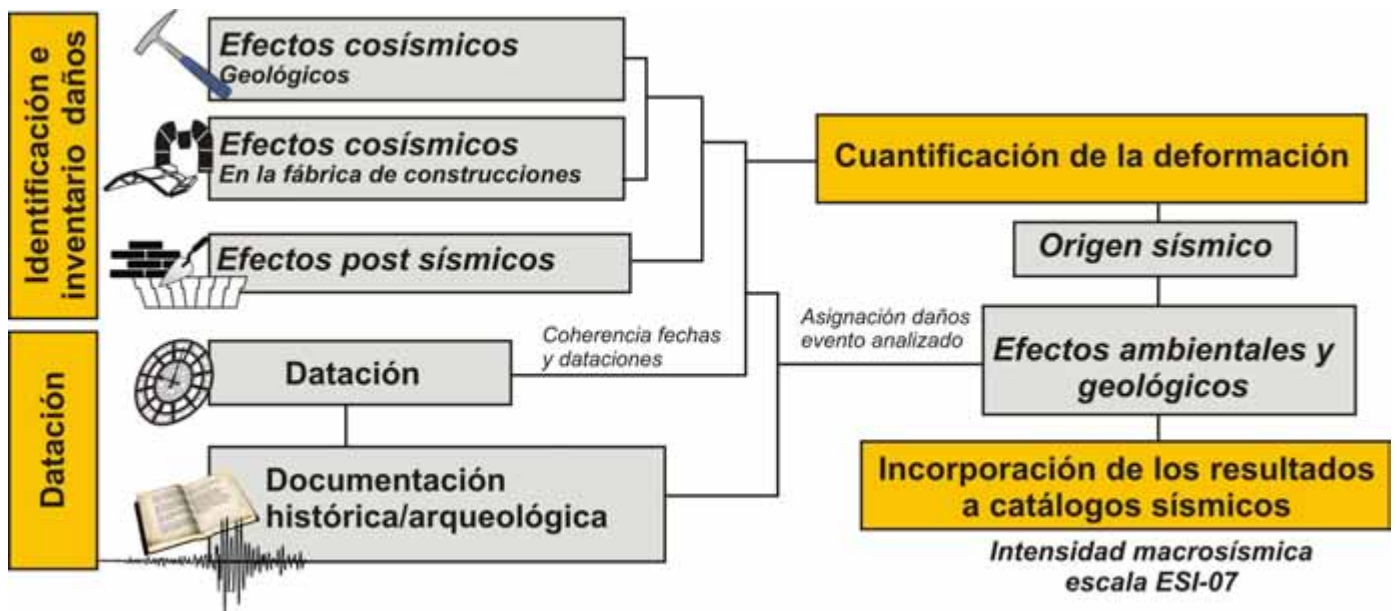 Identificación e
inventario daños
Efectos cosísmicos
Geológicos
Efectos cosísmicos
En la fábrica de construcciones
Efectos post sísmicos
Datación
Datación
Coherencia fechas
y dataciones
Documentación
histórica/arqueológica
Asignación daños
evento analizado
Cuantificación de la deformación
Origen sísmico
Efectos ambientales y
geológicos
Incorporación de los resultados
a catálogos sísmicos
Intensidad macrosísmica
escala ESI-07